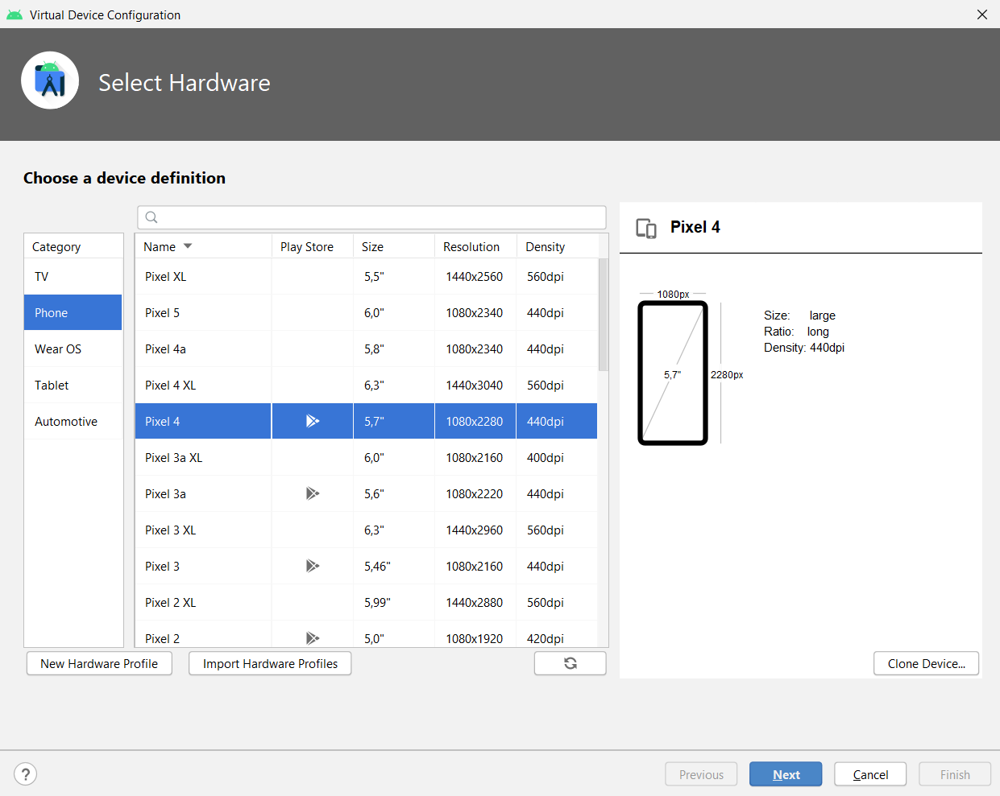 Virtual Device Configuration
Select Hardware
Choose a device definition
Category
TV
Phone
Wear OS
Tablet
Automotive
Name Play Store Size Resolution Density
Pixel XL 5,5" 1440x2560 560dpi
Pixel 5 6,0" 1080x2340 440dpi
Pixel 4a 5,8" 1080x2340 440dpi
Pixel 4 XL 6,3" 1440x3040 560dpi
Pixel 4 5,7" 1080x2280 440dpi
Pixel 3a XL 6,0" 1080x2160 400dpi
Pixel 3a 5,6" 1080x2220 440dpi
Pixel 3 XL 6,3" 1440x2960 560dpi
Pixel 3 5,46" 1080x2160 440dpi
Pixel 2 XL 5,99" 1440x2880 560dpi
Pixel 2 5,0" 1080x1920 420dpi
New Hardware Profile Import Hardware Profiles
Pixel 4
1080px
5,7"
2280px
Size: large
Ratio: long
Density: 440dpi
Clone Device...
? Previous Next Cancel Finish